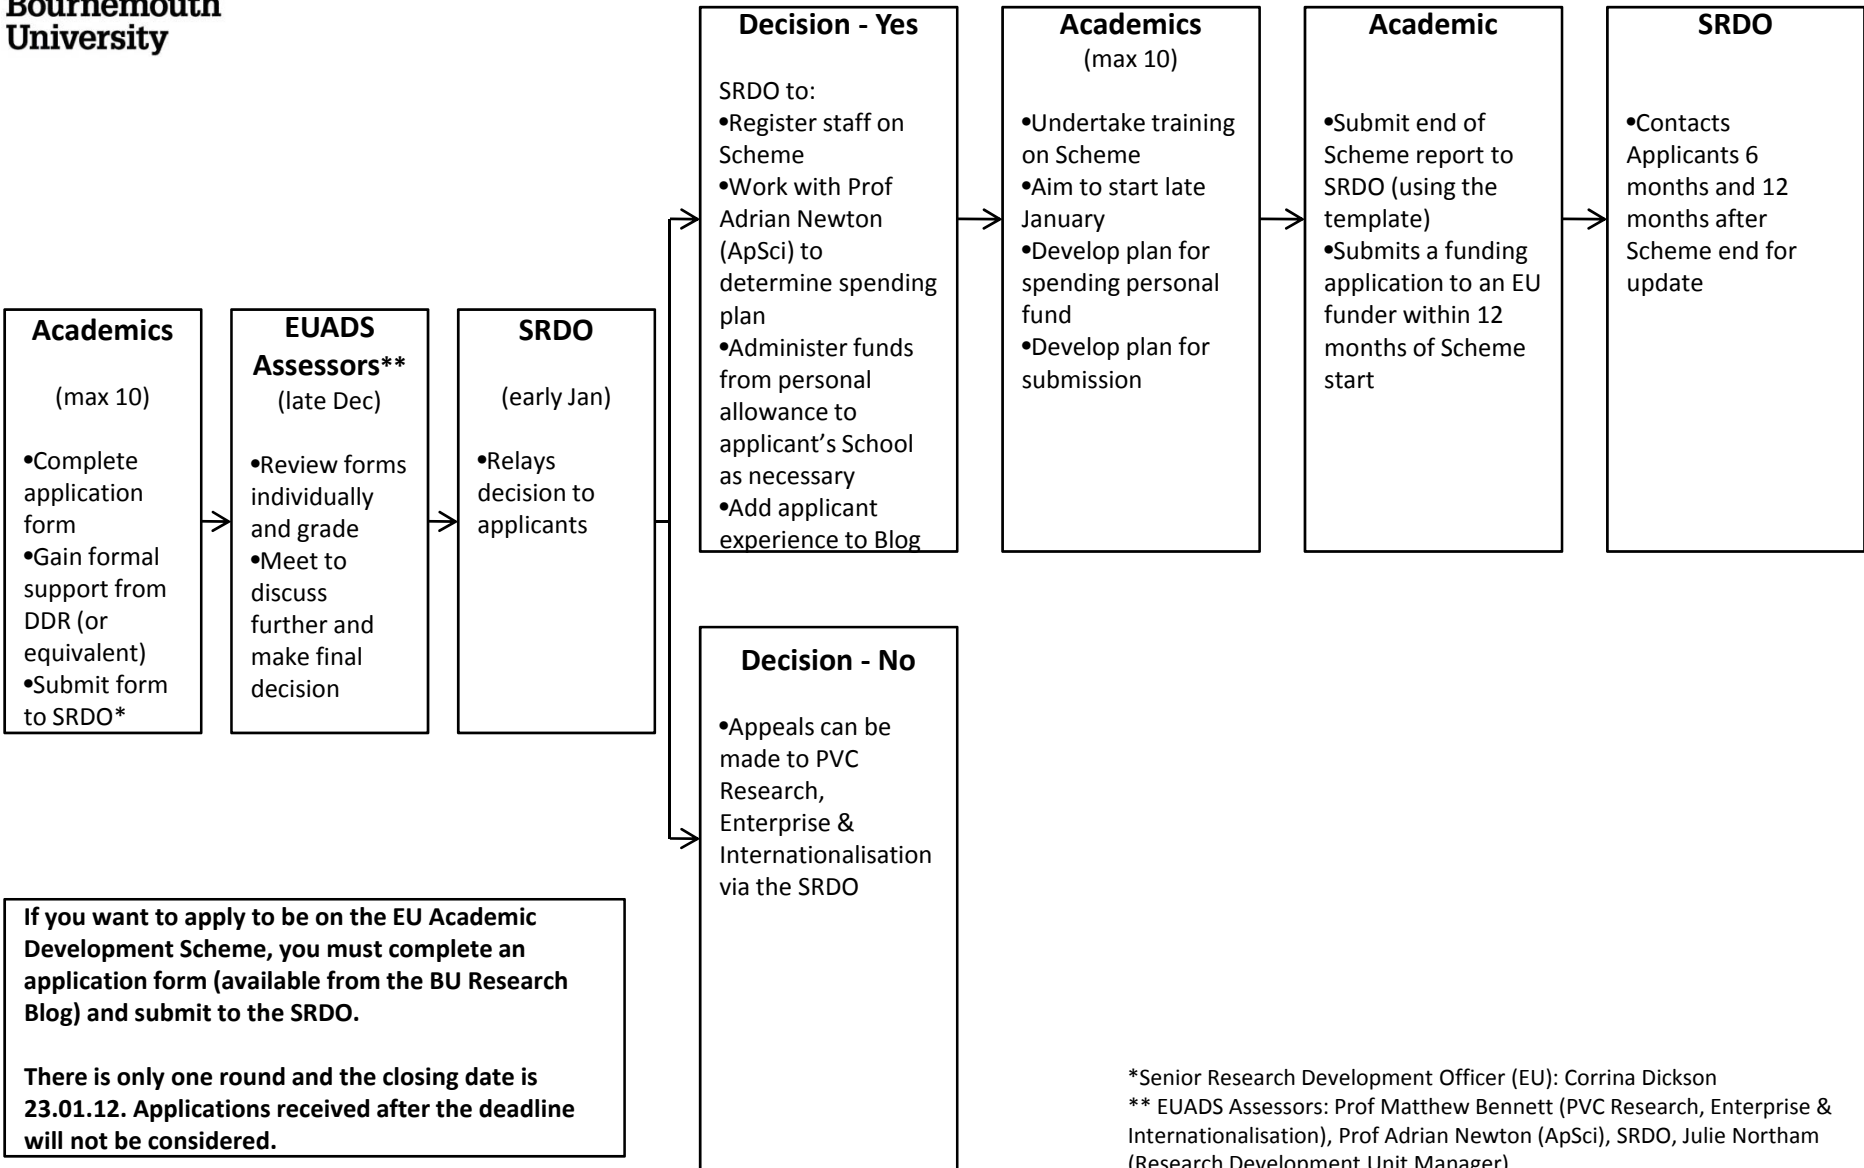 Bournemouth
University
Academics
(max 10)
•Complete
application
form
•Gain formal
support from
DDR (or
equivalent)
•Submit form
to SRDO*
EUADS
Assessors**
(late Dec)
•Review forms
individually
and grade
•Meet to
discuss
further and
make final
decision
SRDO
(early Jan)
•Relays
decision to
applicants
Decision - Yes
SRDO to:
•Register staff on
Scheme
•Work with Prof
Adrian Newton
(ApSci) to
determine spending
plan
•Administer funds
from personal
allowance to
applicant’s School
as necessary
•Add applicant
experience to Blog
Academics
(max 10)
•Undertake training
on Scheme
•Aim to start late
January
•Develop plan for
spending personal
fund
•Develop plan for
submission
Academic
•Submit end of
Scheme report to
SRDO (using the
template)
•Submits a funding
application to an EU
funder within 12
months of Scheme
start
SRDO
•Contacts
Applicants 6
months and 12
months after
Scheme end for
update
Decision - No
•Appeals can be
made to PVC
Research,
Enterprise &
Internationalisation
via the SRDO
If you want to apply to be on the EU Academic
Development Scheme, you must complete an
application form (available from the BU Research
Blog) and submit to the SRDO.
There is only one round and the closing date is
23.01.12. Applications received after the deadline
will not be considered.
*Senior Research Development Officer (EU): Corrina Dickson
** EUADS Assessors: Prof Matthew Bennett (PVC Research, Enterprise &
Internationalisation), Prof Adrian Newton (ApSci), SRDO, Julie Northam
(Research Development Unit Manager)